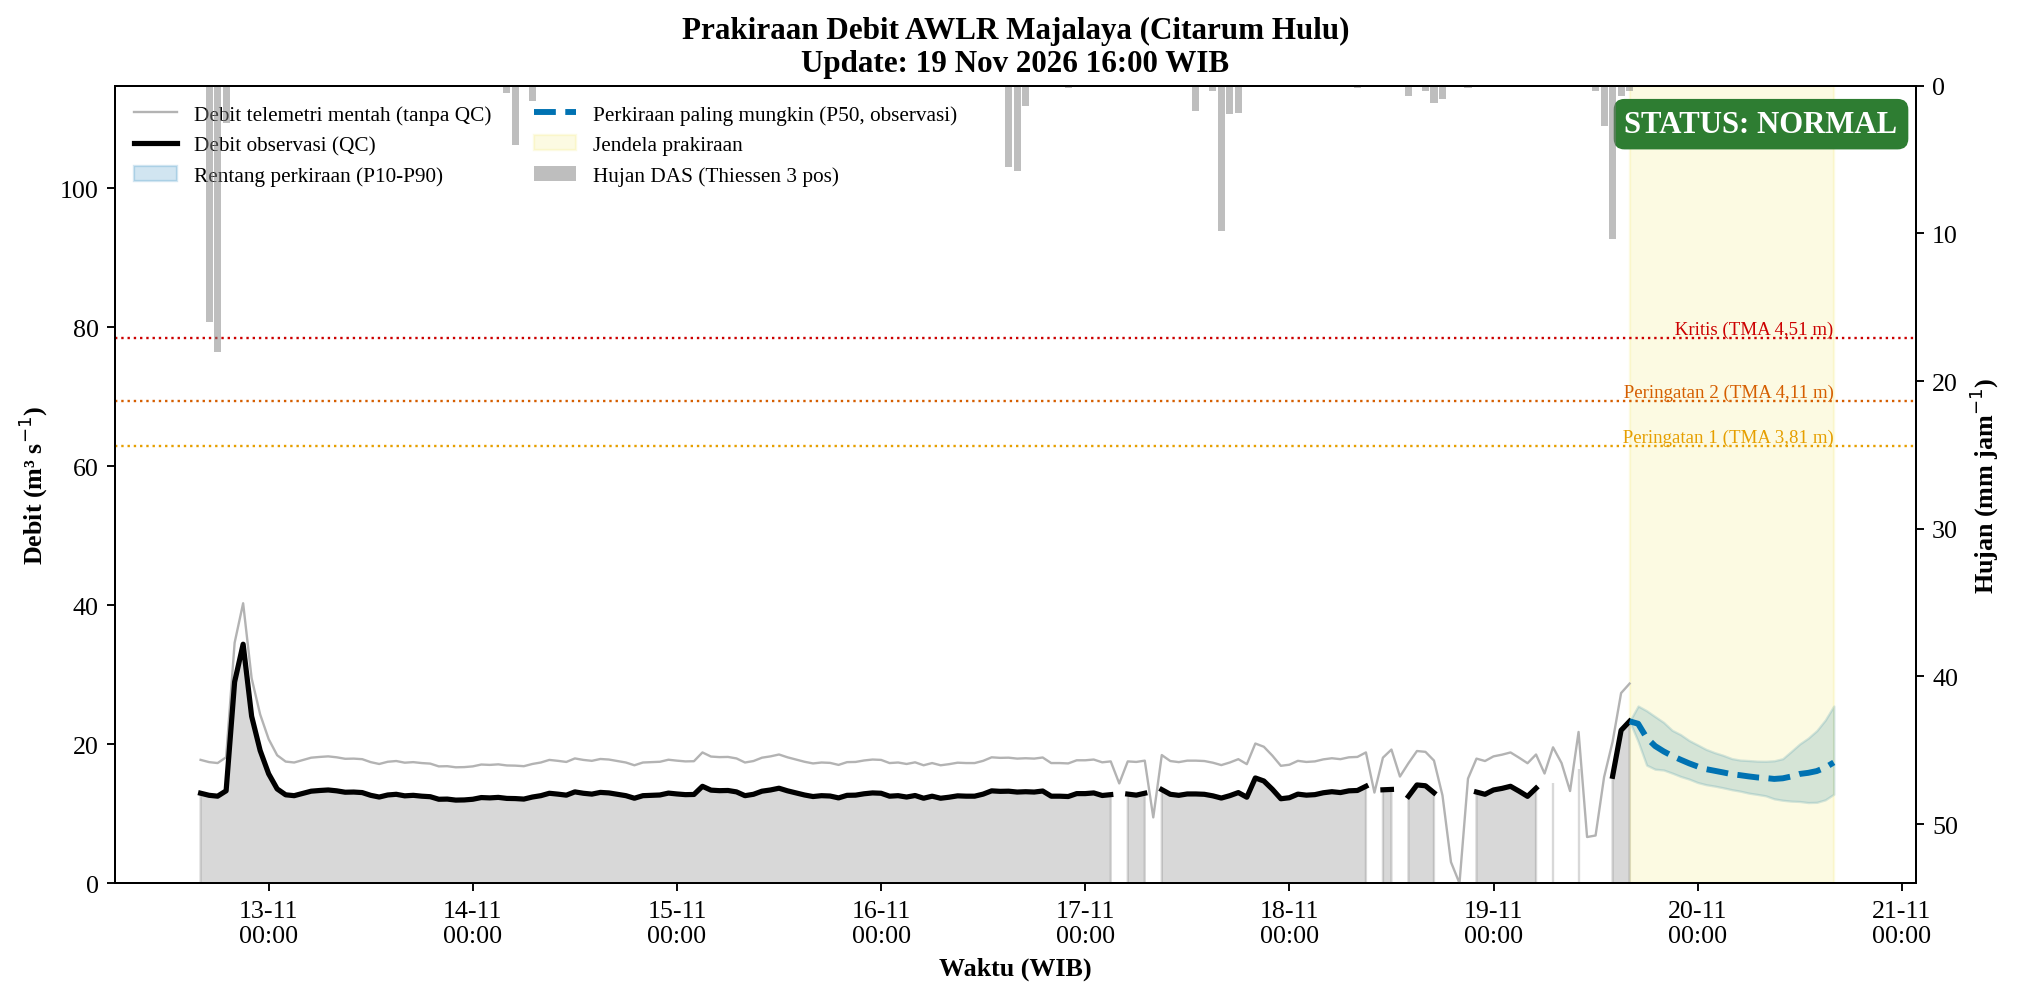 Prakiraan Debit AWLR Majalaya (Citarum Hulu)
Update: 19 Nov 2026 16:00 WIB
Debit telemetri mentah (tanpa QC)
Debit observasi (QC)
Rentang perkiraan (P10-P90)
Perkiraan paling mungkin (P50, observasi)
Jendela prakiraan
Hujan DAS (Thiessen 3 pos)
STATUS: NORMAL
Kritis (TMA 4,51 m)
Peringatan 2 (TMA 4,11 m)
Peringatan 1 (TMA 3,81 m)
Debit (m³ s⁻¹)
100
80
60
40
20
0
Hujan (mm jam⁻¹)
0
10
20
30
40
50
13-11
00:00
14-11
00:00
15-11
00:00
16-11
00:00
17-11
00:00
18-11
00:00
19-11
00:00
20-11
00:00
21-11
00:00
Waktu (WIB)